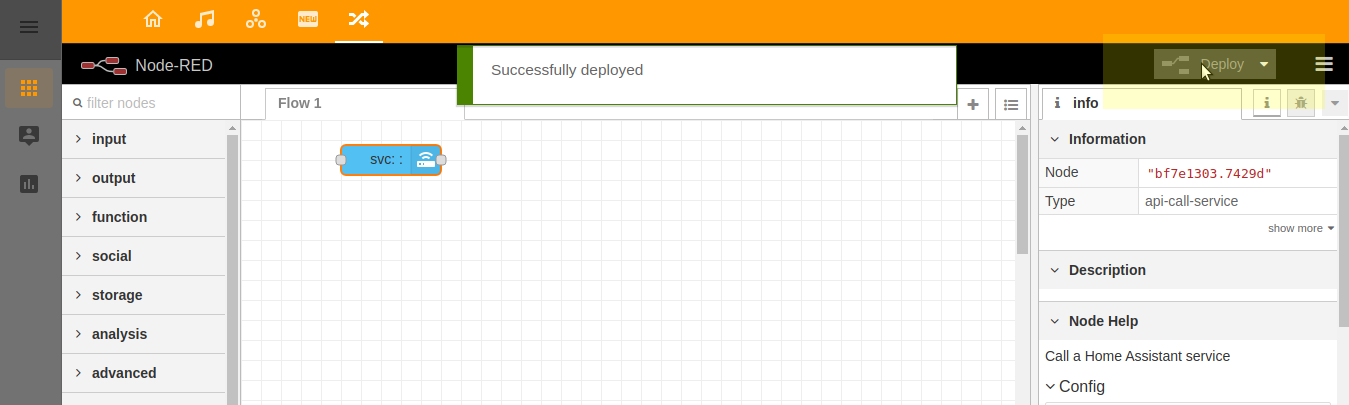 NEW
Node-RED
Successfully deployed
Deploy
filter nodes
Flow 1
info
input
output
function
social
storage
analysis
advanced
svc: :
Information
Node "bf7e1303.7429d"
Type api-call-service
show more
Description
Node Help
Call a Home Assistant service
Config